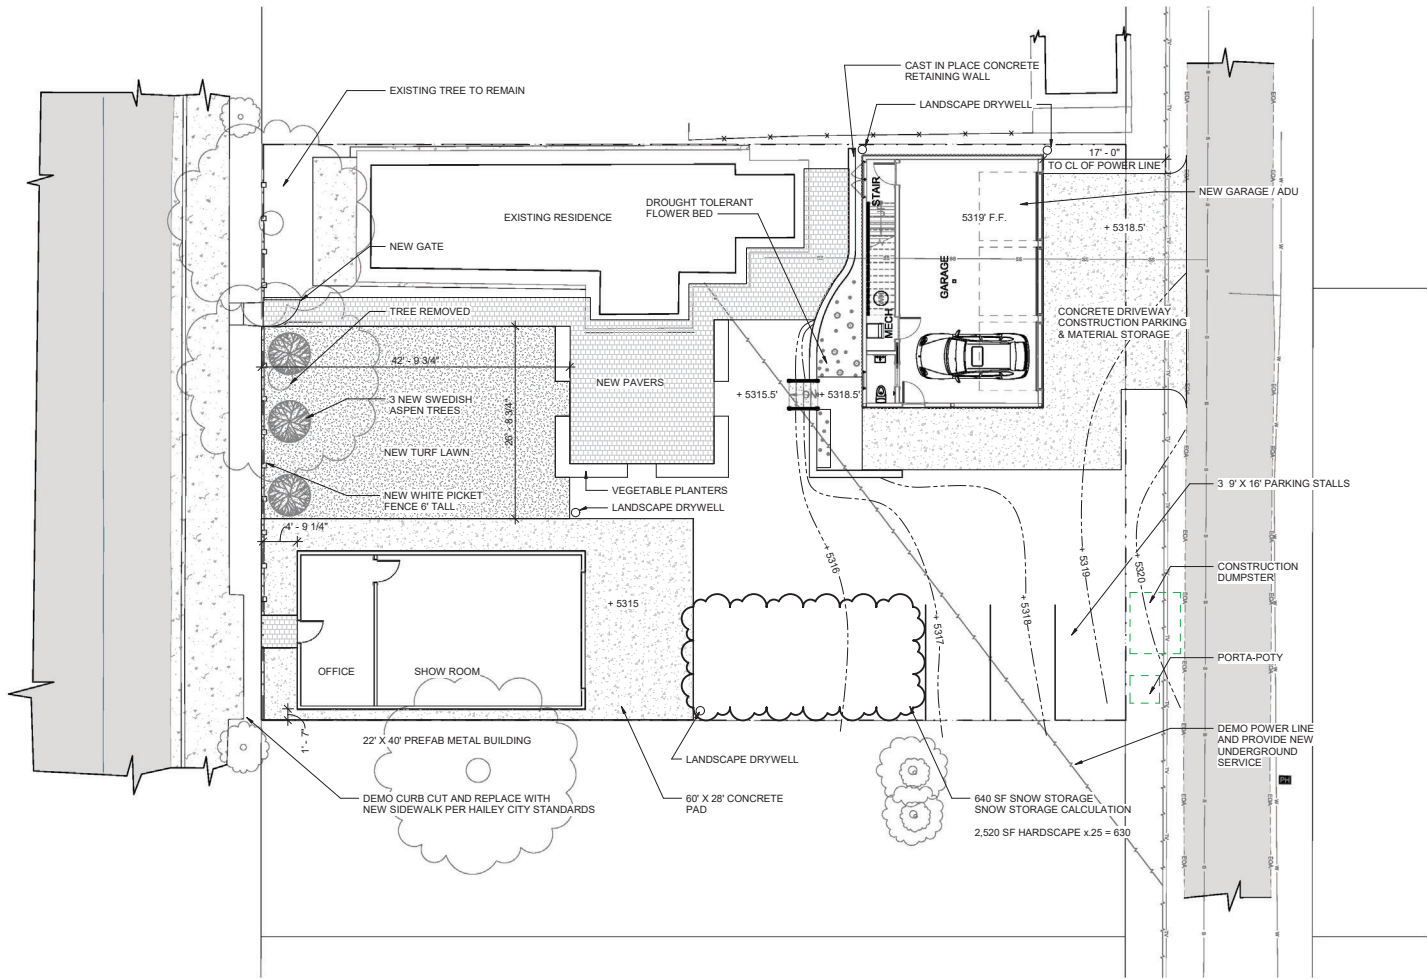 CAST IN PLACE CONCRETE
RETAINING WALL
EXISTING TREE TO REMAIN
LANDSCAPE DRYWELL
17' - 0"
TO CL OF POWER LINE
STAIR
NEW GARAGE / ADU
DROUGHT TOLERANT
FLOWER BED
EXISTING RESIDENCE
5319' F.F.
+ 5318.5'
NEW GATE
GARAGE
TREE REMOVED
MECH
CONCRETE DRIVEWAY
CONSTRUCTION PARKING
& MATERIAL STORAGE
42' - 9 3/4"
NEW PAVERS
+ 5315.5'
DN
+ 5318.5'
3 NEW SWEDISH
ASPEN TREES
26' - 8 3/4"
NEW TURF LAWN
NEW WHITE PICKET
FENCE 6' TALL
VEGETABLE PLANTERS
LANDSCAPE DRYWELL
3 9' X 16' PARKING STALLS
4' - 9 1/4"
+ 5316
+ 5319
+ 5320
CONSTRUCTION
DUMPSTER
+ 5315
+ 5318
+ 5317
PORTA-POTY
OFFICE
SHOW ROOM
1' - 7"
22' X 40' PREFAB METAL BUILDING
DEMO POWER LINE
AND PROVIDE NEW
UNDERGROUND
SERVICE
LANDSCAPE DRYWELL
PH
DEMO CURB CUT AND REPLACE WITH
NEW SIDEWALK PER HAILEY CITY STANDARDS
60' X 28' CONCRETE
PAD
640 SF SNOW STORAGE
SNOW STORAGE CALCULATION
2,520 SF HARDSCAPE x.25 = 630